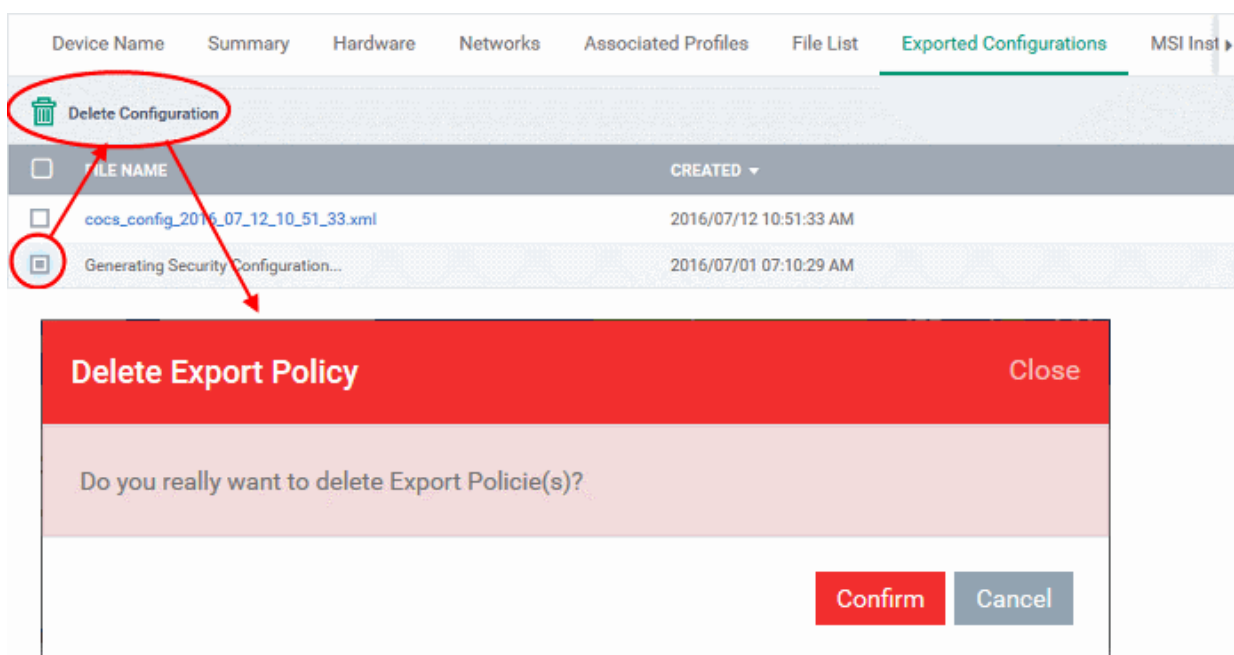 Device Name Summary Hardware Networks Associated Profiles File List Exported Configurations MSI Inst
Delete Configuration
FILE NAME CREATED
cocs_config_2016_07_12_10_51_33.xml 2016/07/12 10:51:33 AM
Generating Security Configuration... 2016/07/01 07:10:29 AM
Delete Export Policy Close
Do you really want to delete Export Policie(s)?
Confirm Cancel